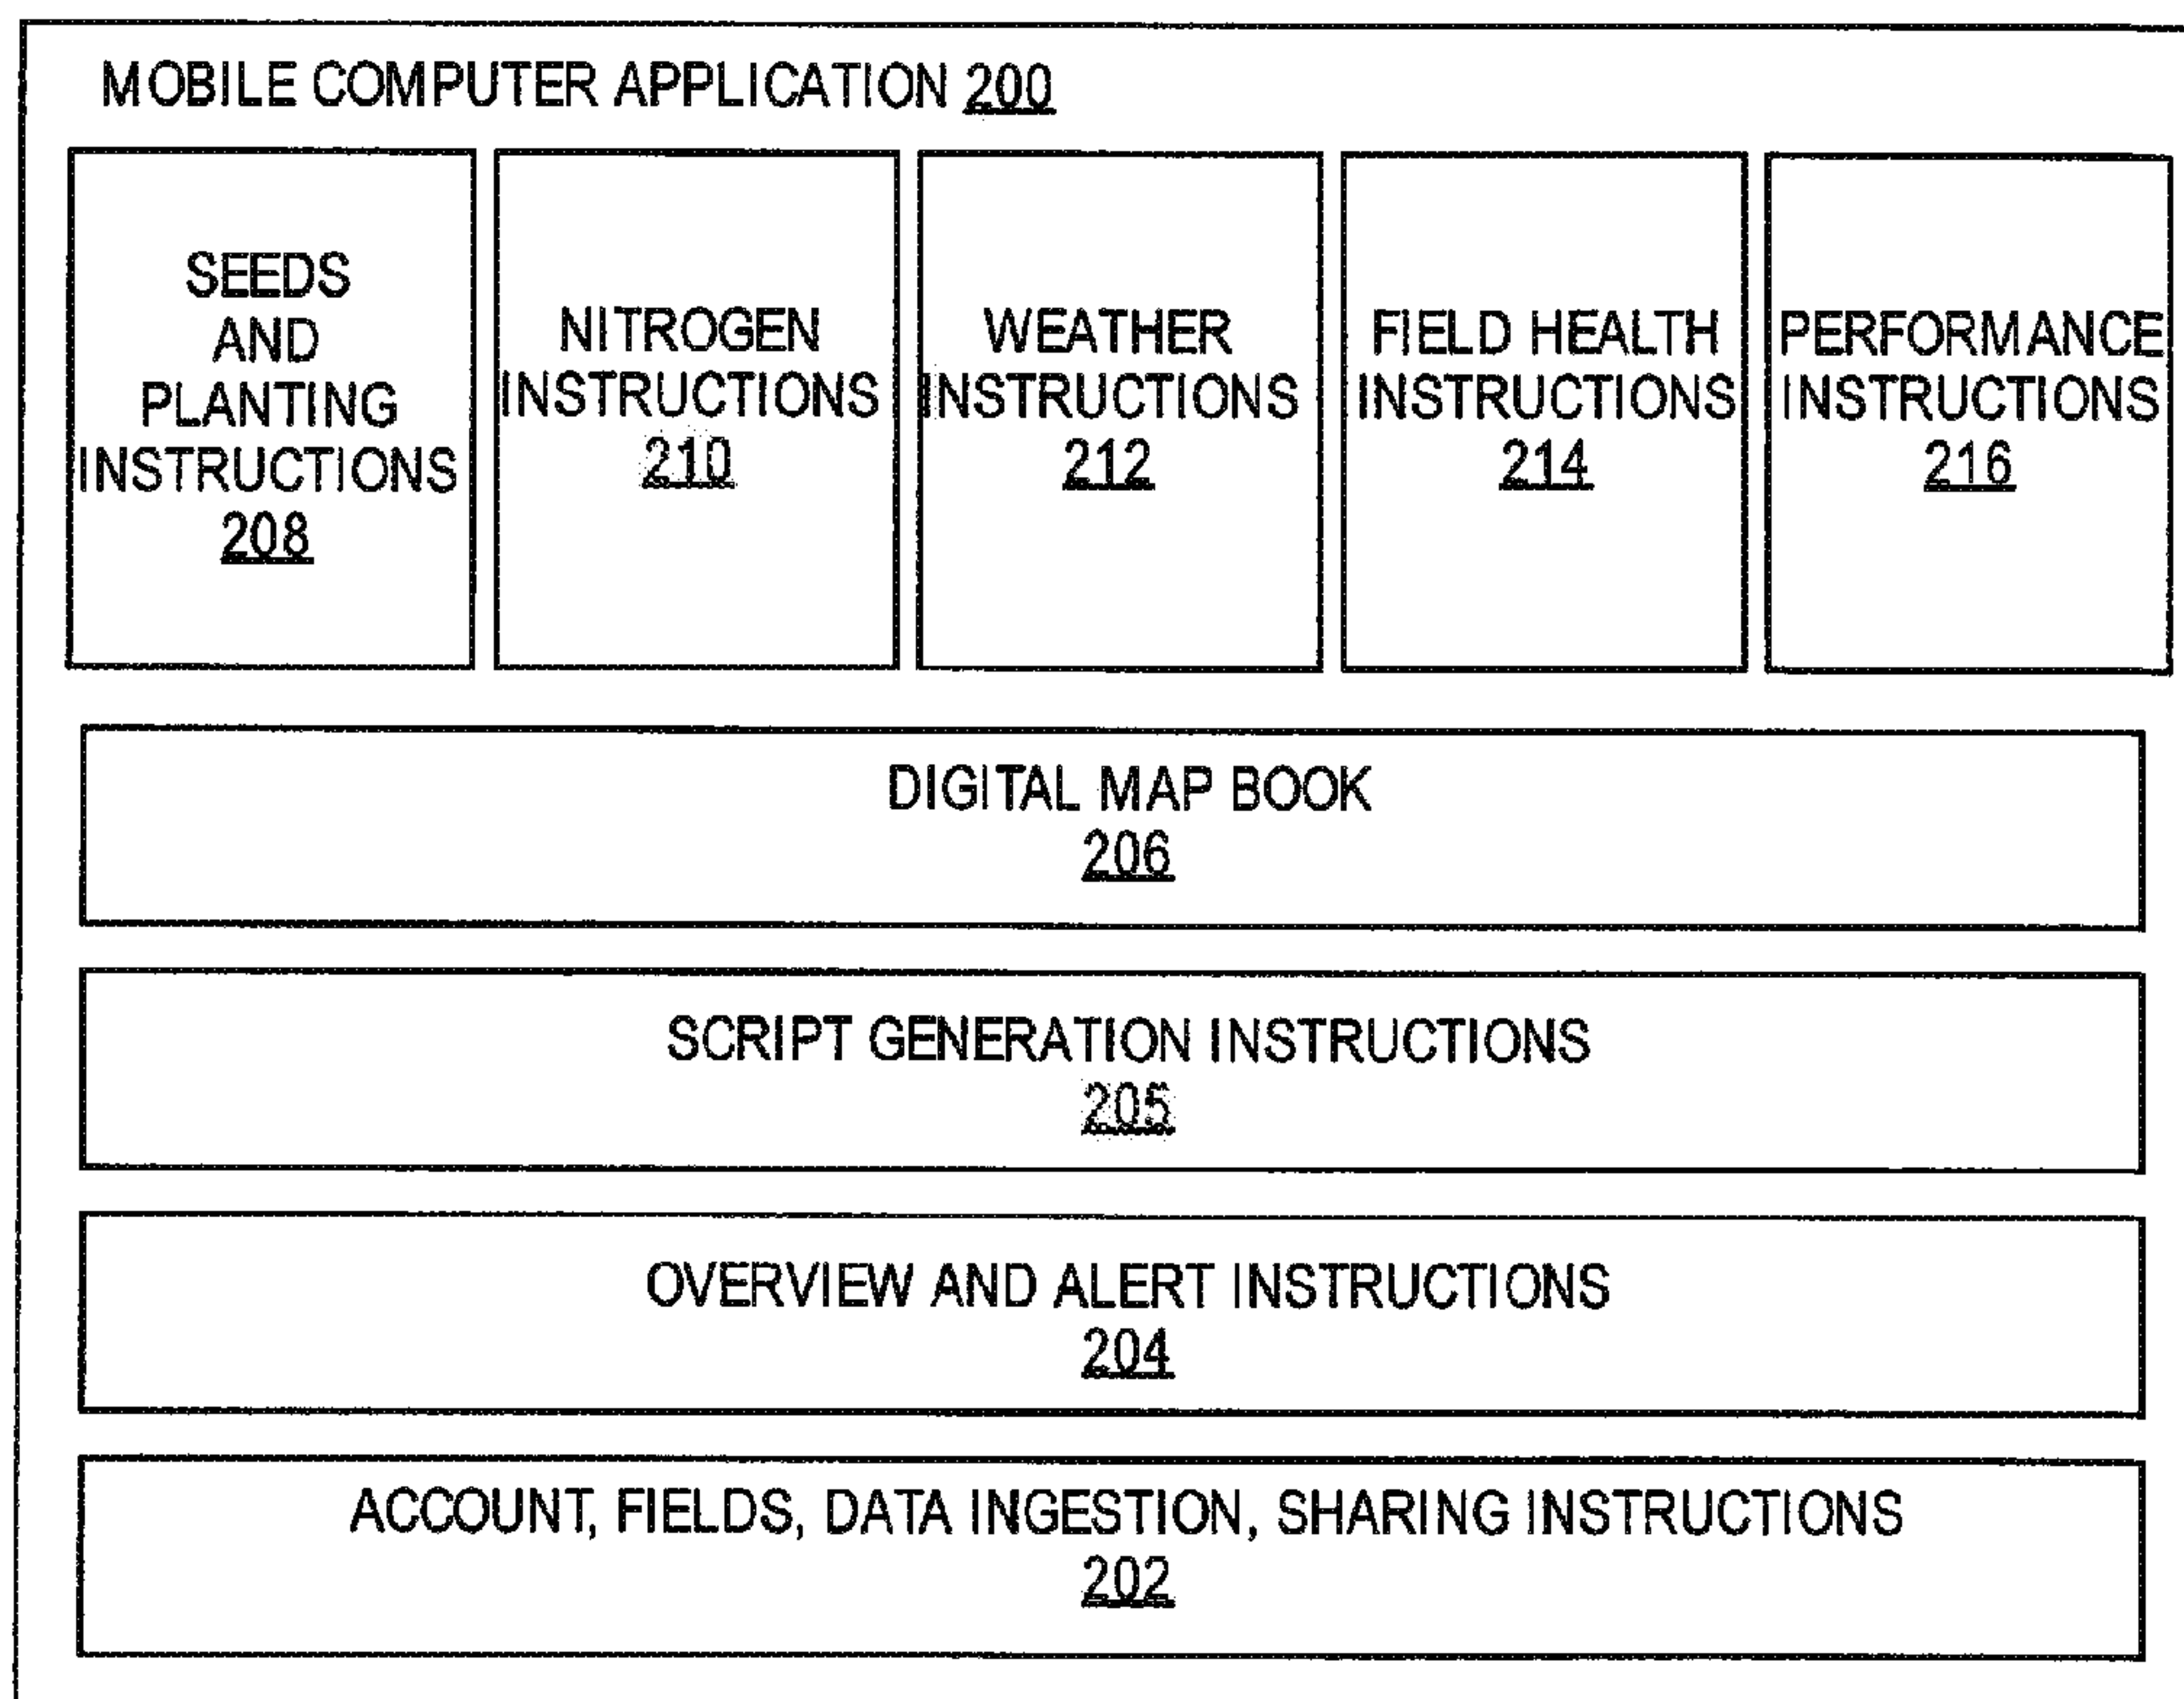 MOBILE COMPUTER APPLICATION 200
SEEDS
AND
PLANTING
INSTRUCTIONS
208
NITROGEN
INSTRUCTIONS
210
WEATHER
INSTRUCTIONS
212
FIELD HEALTH
INSTRUCTIONS
214
PERFORMANCE
INSTRUCTIONS
216
DIGITAL MAP BOOK
206
SCRIPT GENERATION INSTRUCTIONS
205
OVERVIEW AND ALERT INSTRUCTIONS
204
ACCOUNT, FIELDS, DATA INGESTION, SHARING INSTRUCTIONS
202